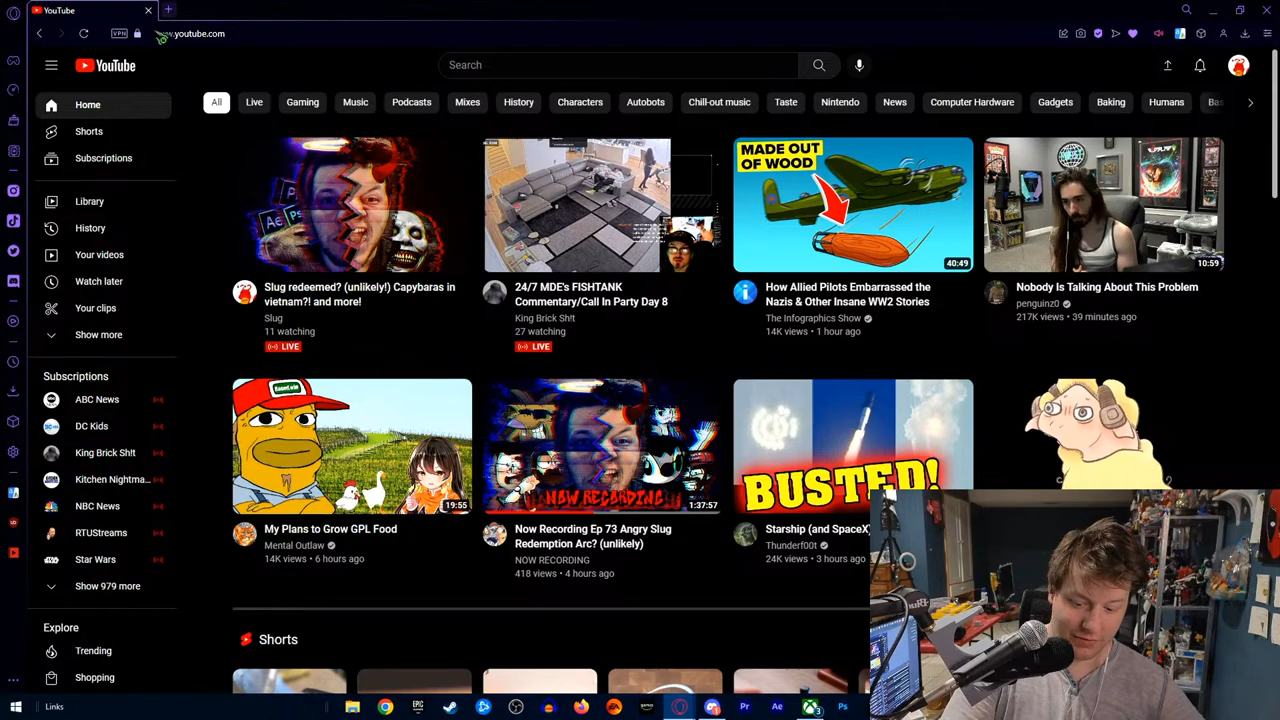 YouTube
VPN
youtube.com
YouTube
Search
All
Live
Gaming
Music
Podcasts
Mixes
History
Characters
Autobots
Chill-out music
Taste
Nintendo
News
Computer Hardware
Gadgets
Baking
Humans
Home
Shorts
Subscriptions
Library
History
Your videos
Watch later
Your clips
Show more
Subscriptions
ABC News
DC Kids
King Brick Sh!t
Kitchen Nightma...
NBC News
RTUStreams
Star Wars
Show 979 more
Explore
Trending
Shopping
Ae
Ps
Slug redeemed? (unlikely!) Capybaras in
vietnam?! and more!
Slug
11 watching
LIVE
24/7 MDE's FISHTANK
Commentary/Call In Party Day 8
King Brick Sh!t
27 watching
LIVE
MADE OUT
OF WOOD
40:49
How Allied Pilots Embarrassed the
Nazis & Other Insane WW2 Stories
The Infographics Show
14K views • 1 hour ago
10:59
Nobody Is Talking About This Problem
penguinz0
217K views • 39 minutes ago
19:55
My Plans to Grow GPL Food
Mental Outlaw
14K views • 6 hours ago
NOW RECORDING
1:37:57
Now Recording Ep 73 Angry Slug
Redemption Arc? (unlikely)
NOW RECORDING
418 views • 4 hours ago
BUSTED!
Starship (and SpaceX)
Thunderf00t
24K views • 3 hours ago
Shorts
Links
EPIC
Pr
Ae
3
Ps